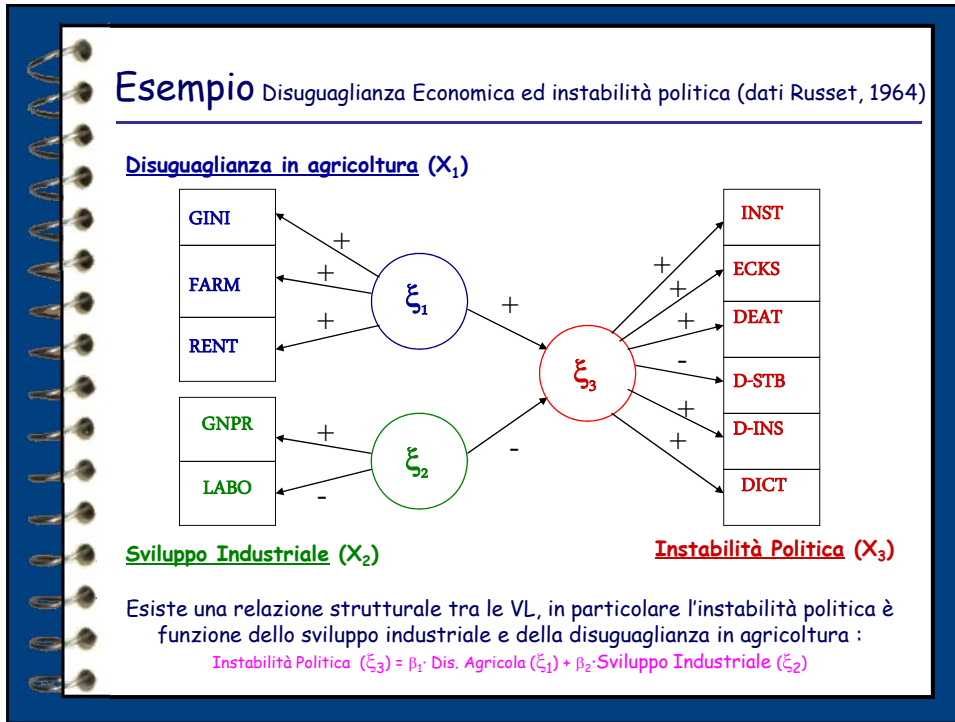 Esempio Disuguaglianza Economica ed instabilità politica (dati Russet, 1964)
Disuguaglianza in agricoltura (X₁)
GINI
FARM
RENT
+
+
+
ξ₁
+
GNPR
LABO
+
-
ξ₂
-
Sviluppo Industriale (X₂)
ξ₃
+
+
+
-
+
+
INST
ECKS
DEAT
D-STB
D-INS
DICT
Instabilità Politica (X₃)
Esiste una relazione strutturale tra le VL, in particolare l’instabilità politica è
funzione dello sviluppo industriale e della disuguaglianza in agricoltura :
Instabilità Politica (ξ₃) = β₁· Dis. Agricola (ξ₁) + β₂·Sviluppo Industriale (ξ₂)